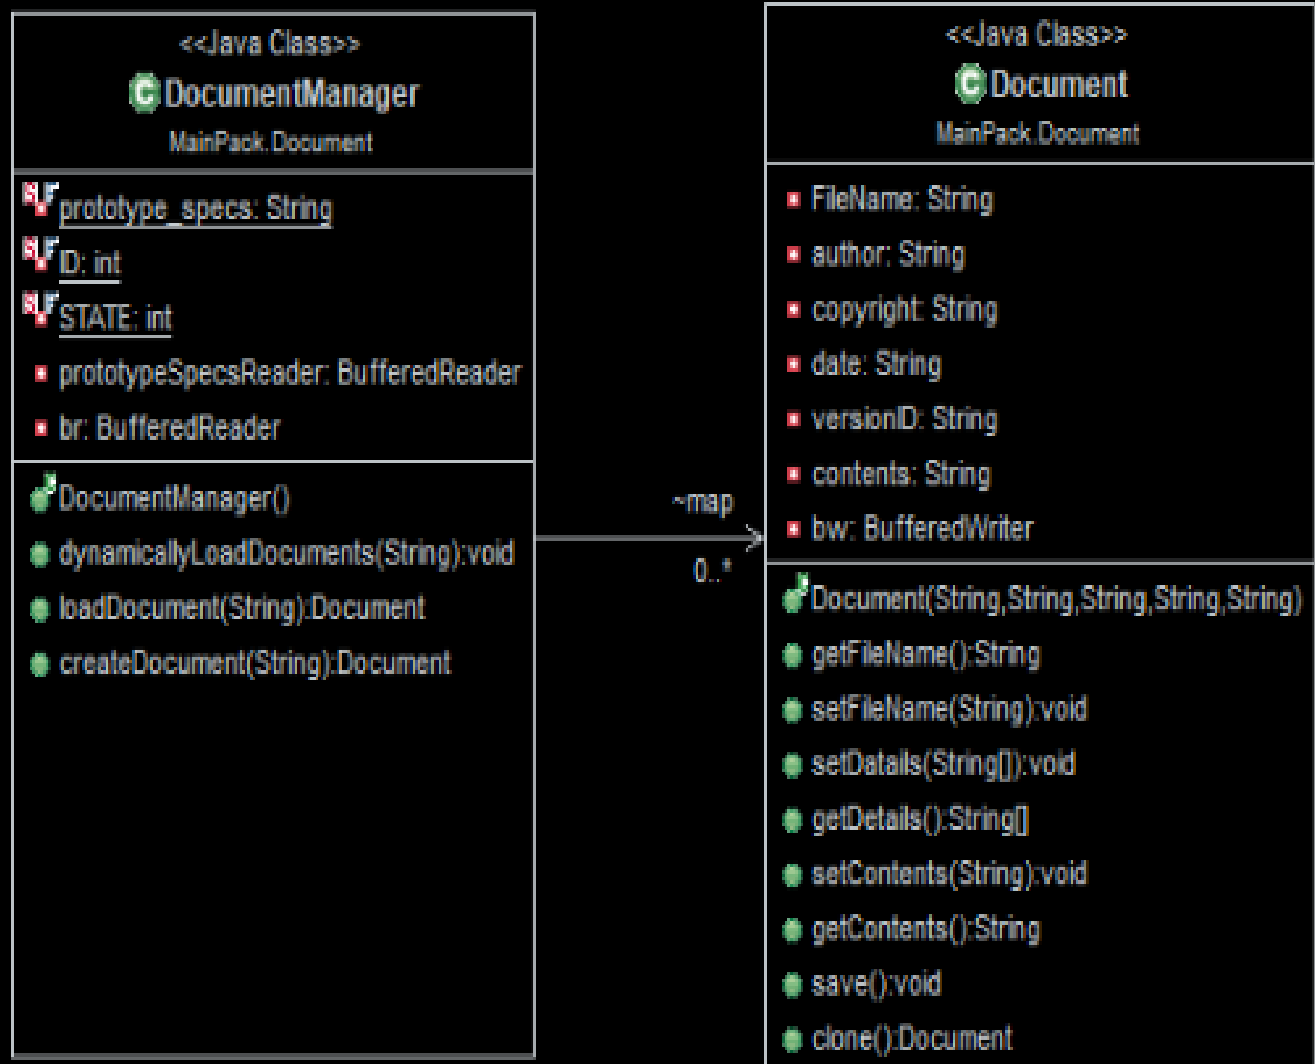 <<Java Class>>
DocumentManager
MainPack.Document
prototype_specs: String
ID: int
STATE: int
prototypeSpecsReader: BufferedReader
br: BufferedReader
DocumentManager()
dynamicallyLoadDocuments(String):void
loadDocument(String):Document
createDocument(String):Document
~map
0..*
<<Java Class>>
Document
MainPack.Document
FileName: String
author: String
copyright: String
date: String
versionID: String
contents: String
bw: BufferedWriter
Document(String,String,String,String,String)
getFileName():String
setFileName(String):void
setDatails(String[]):void
getDetails():String[]
setContents(String):void
getContents():String
save():void
clone():Document